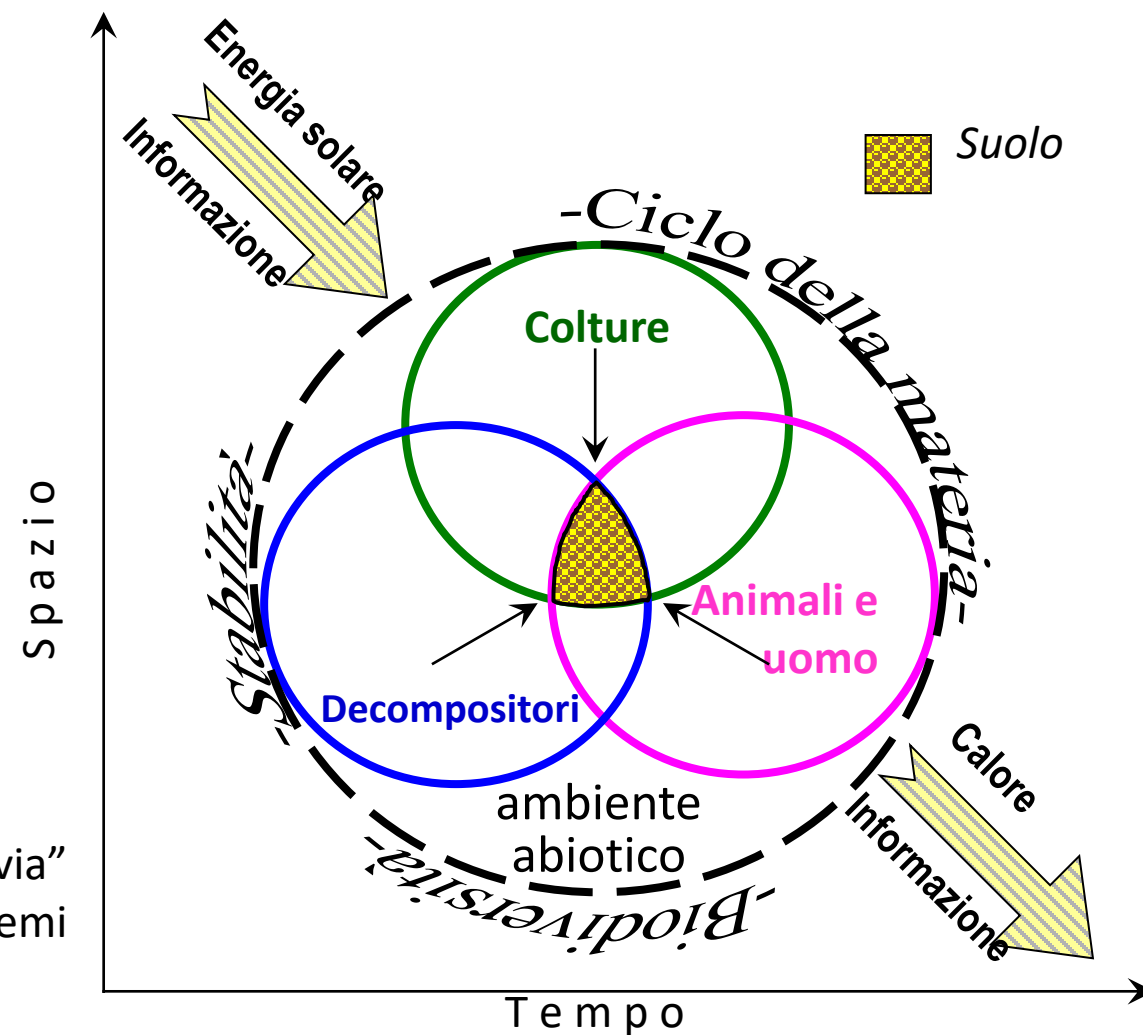 Energia solare
Informazione
Suolo
-Ciclo della materia-
Colture
-Stabilità-
Spazio
Animali e
uomo
Decompositori
Calore
Informazione
ambiente
abiotico
via”
emi
-Biodiversità-
Tempo